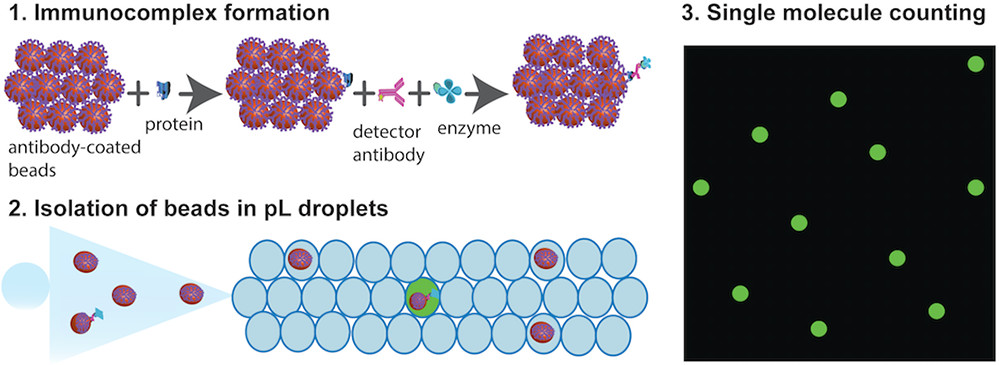 1. Immunocomplex formation
antibody-coated
beads
protein
detector
antibody
enzyme
2. Isolation of beads in pL droplets
3. Single molecule counting